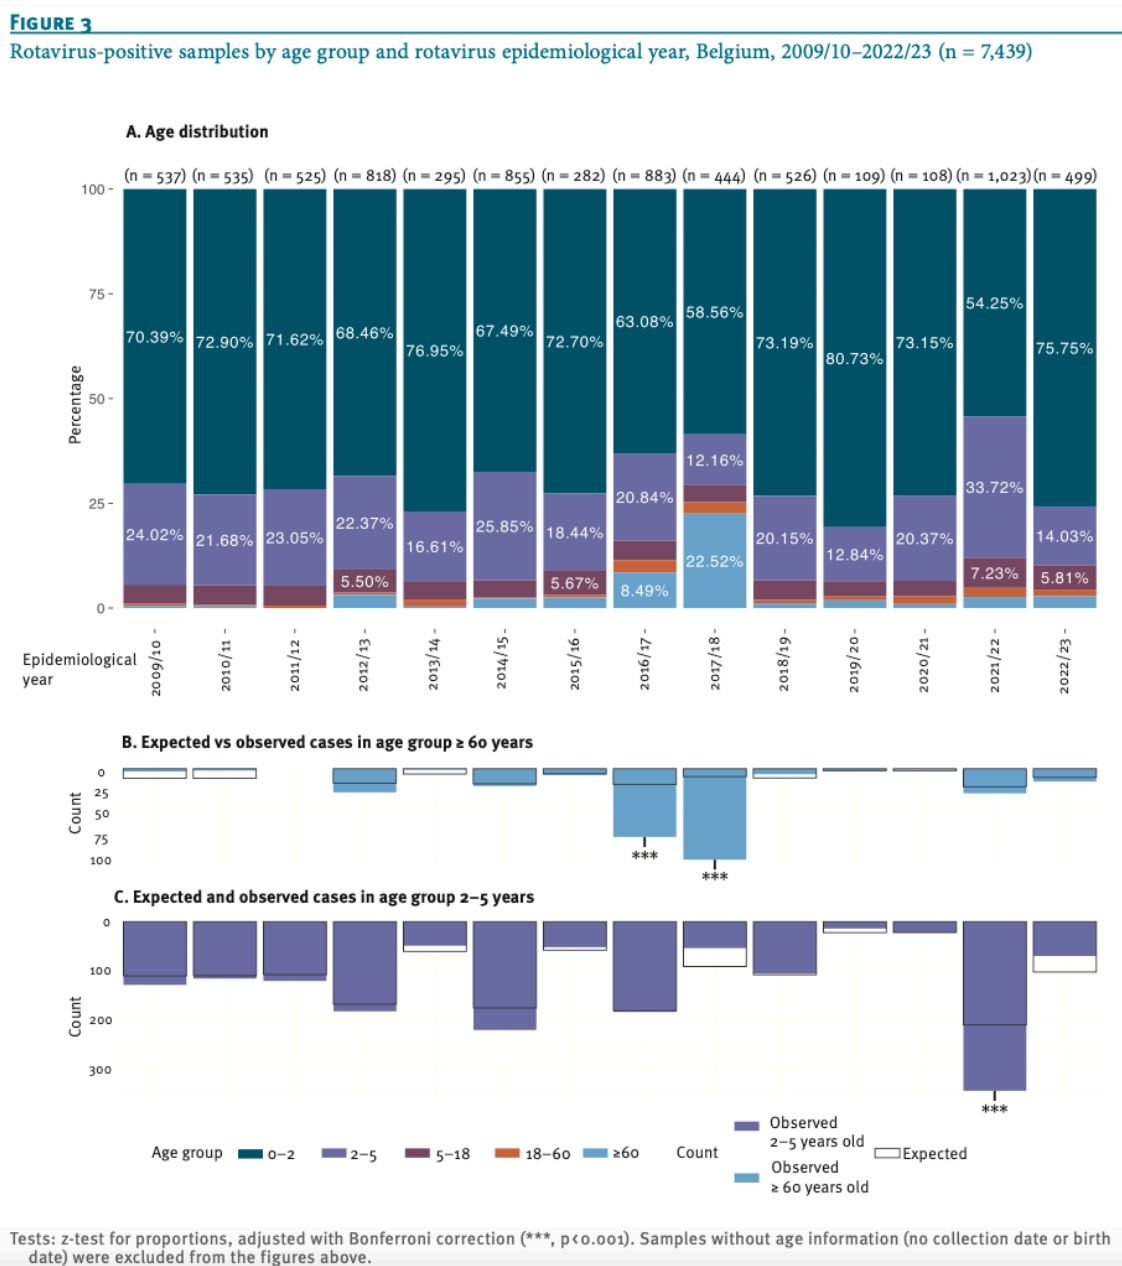 FIGURE 3
Rotavirus-positive samples by age group and rotavirus epidemiological year, Belgium, 2009/10–2022/23 (n = 7,439)
A. Age distribution
(n = 537) (n = 535) (n = 525) (n = 818) (n = 295) (n = 855) (n = 282) (n = 883) (n = 444) (n = 526) (n = 109) (n = 108) (n = 1,023) (n = 499)
100
75
50
25
0
Percentage
70.39% 72.90% 71.62% 68.46% 76.95% 67.49% 72.70% 63.08% 58.56% 73.19% 80.73% 73.15% 54.25% 75.75%
24.02% 21.68% 23.05% 22.37% 16.61% 25.85% 18.44% 20.84% 12.16% 20.15% 12.84% 20.37% 33.72% 14.03%
5.50% 5.67% 7.23% 5.81%
8.49% 22.52%
Epidemiological
year
2009/10 2010/11 2011/12 2012/13 2013/14 2014/15 2015/16 2016/17 2017/18 2018/19 2019/20 2020/21 2021/22 2022/23
B. Expected vs observed cases in age group ≥ 60 years
0
25
50
75
100
Count
***
***
C. Expected and observed cases in age group 2–5 years
0
100
200
300
Count
***
Age group 0–2 2–5 5–18 18–60 ≥60
Count
Observed
2–5 years old
Observed
≥ 60 years old
Expected
Tests: z-test for proportions, adjusted with Bonferroni correction (***, p<0.001). Samples without age information (no collection date or birth
date) were excluded from the figures above.